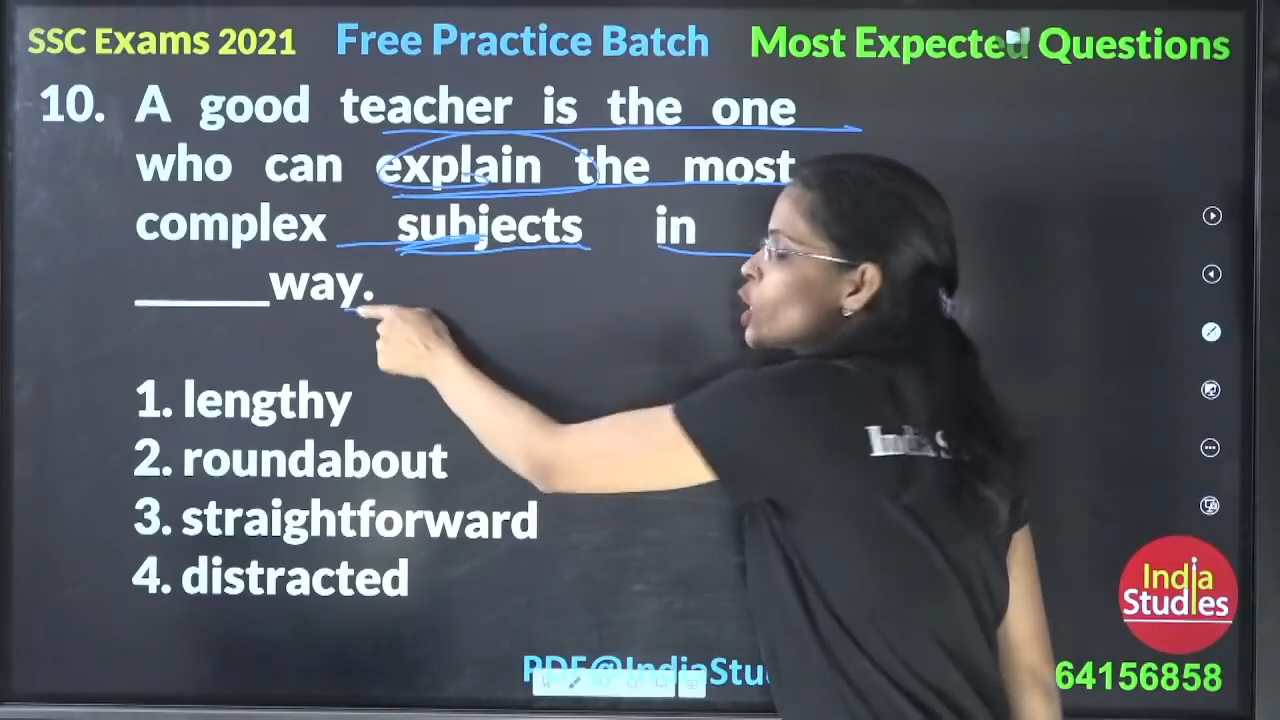 SSC Exams 2021 Free Practice Batch Most Expected Questions
10. A good teacher is the one
who can explain the most
complex subjects in
______way.
1. lengthy
2. roundabout
3. straightforward
4. distracted
India
Studies
64156858